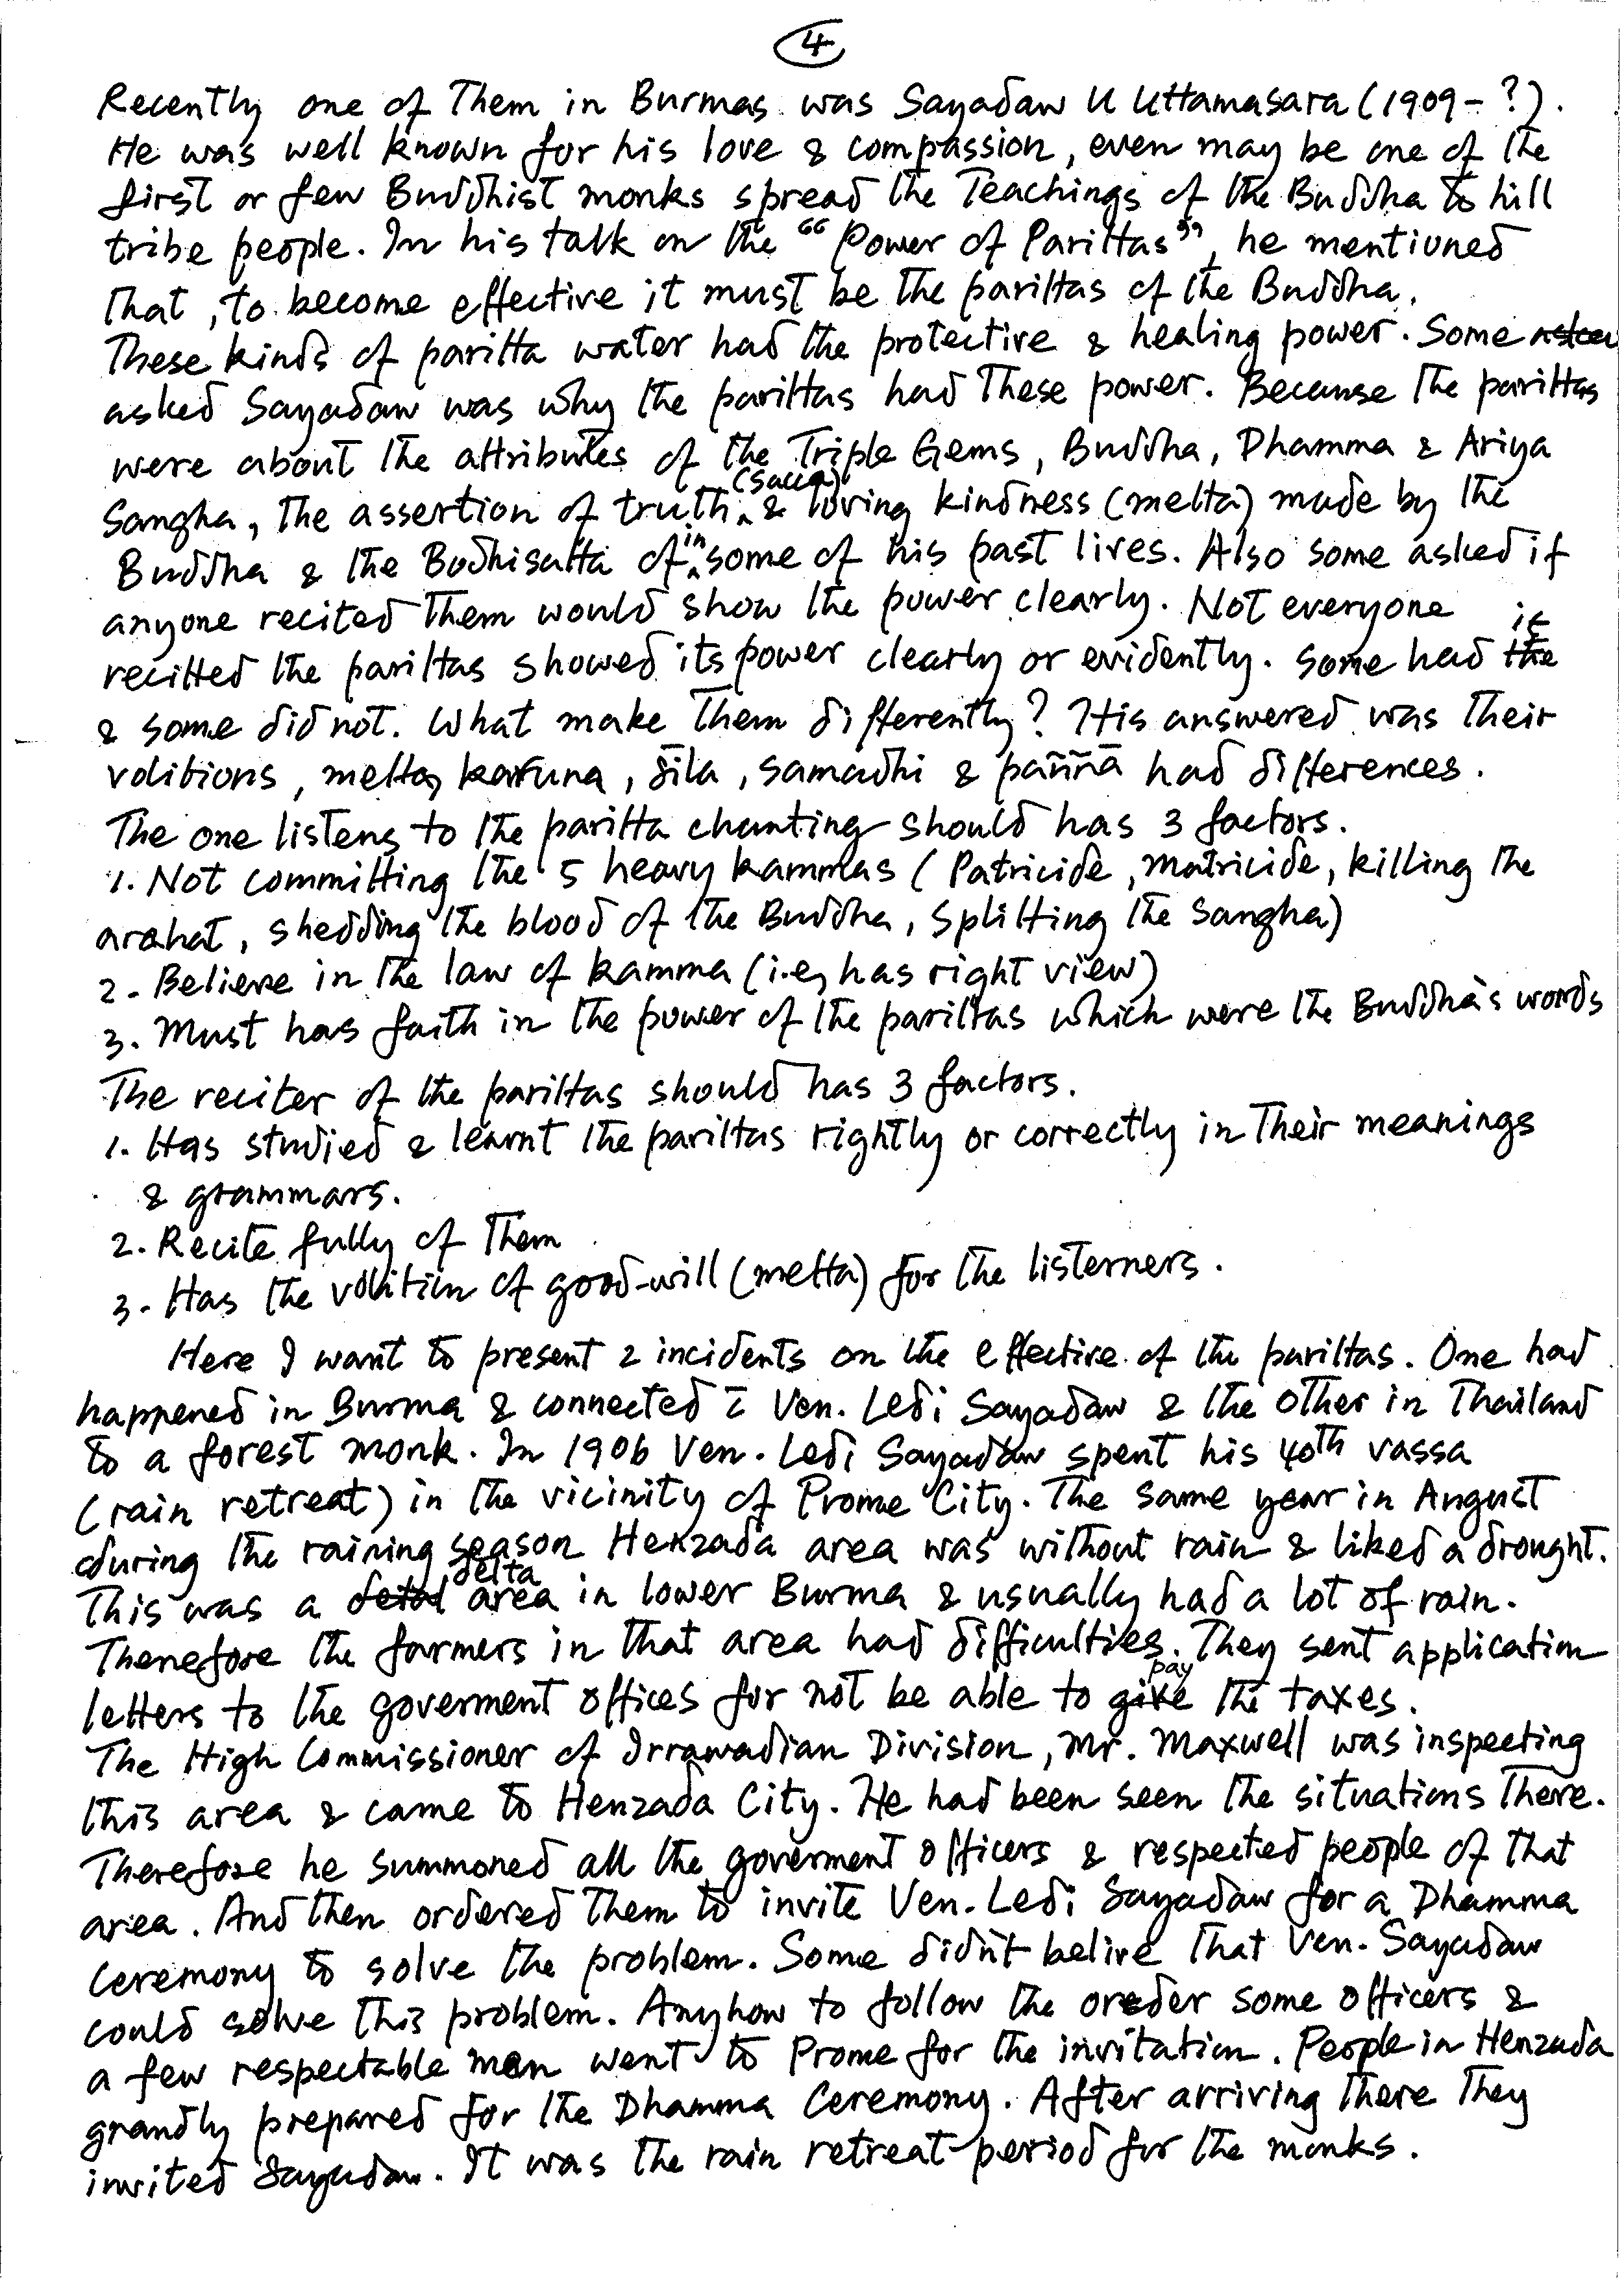 4
Recently one of Them in Burmas was Sayadaw U Uttamasara (1909 - ?).
He was well known for his love & compassion, even may be one of the
first or few Buddhist monks spread the Teachings of the Buddha to hill
tribe people. In his talk on the "Power of Parittas", he mentioned
That, to become effective it must be the parittas of the Buddha.
These kinds of paritta water had the protective & healing power. Some
asked Sayadaw was why the parittas had These power. Because the parittas
were about the attributes of the Triple Gems, Buddha, Dhamma & Ariya
Sangha, The assertion of truth (sacca) & loving kindness (metta) made by the
Buddha & the Bodhisatta of in some of his past lives. Also some asked if
anyone recited Them would show the power clearly. Not everyone
recitted the parittas showed its power clearly or evidently. Some had it
& some did not. What make Them differently? His answered was Their
volitions, metta, karuna, sīla, samadhi & paññā had differences.
The one listens to the paritta chanting should has 3 factors.
1. Not committing the 5 heavy kammas (Patricide, matricide, killing the
arahat, shedding the blood of the Buddha, splitting the Sangha)
2. Believe in the law of kamma (i.e, has right view)
3. Must has faith in the power of the parittas which were the Buddha's words
The reciter of the parittas should has 3 factors.
1. Has studied & learnt the parittas rightly or correctly in Their meanings
& grammars.
2. Recite fully of Them
3. Has the volition of good-will (metta) for the listerners.
Here I want to present 2 incidents on the effective of the parittas. One had
happened in Burma & connected c̄ Ven. Ledi Sayadaw & the other in Thailand
to a forest monk. In 1906 Ven. Ledi Sayadaw spent his 40th vassa
(rain retreat) in the vicinity of Prome City. The same year in August
during the raining season Henzada area was without rain & liked a drought.
This was a delta area in lower Burma & usually had a lot of rain.
Therefore the farmers in That area had difficulties. They sent application
letters to the goverment offices for not be able to pay the taxes.
The High Commissioner of Irrawadian Division, Mr. Maxwell was inspecting
this area & came to Henzada City. He had been seen the situations There.
Therefore he summoned all the goverment officers & respected people of That
area. And then ordered Them to invite Ven. Ledi Sayadaw for a Dhamma
Ceremony to solve the problem. Some didn't belive That Ven. Sayadaw
could solve This problem. Anyhow to follow the order some officers &
a few respectable men went to Prome for the invitation. People in Henzada
grandly prepared for the Dhamma Ceremony. After arriving There They
invited Sayadaw. It was the rain retreat period for the monks.